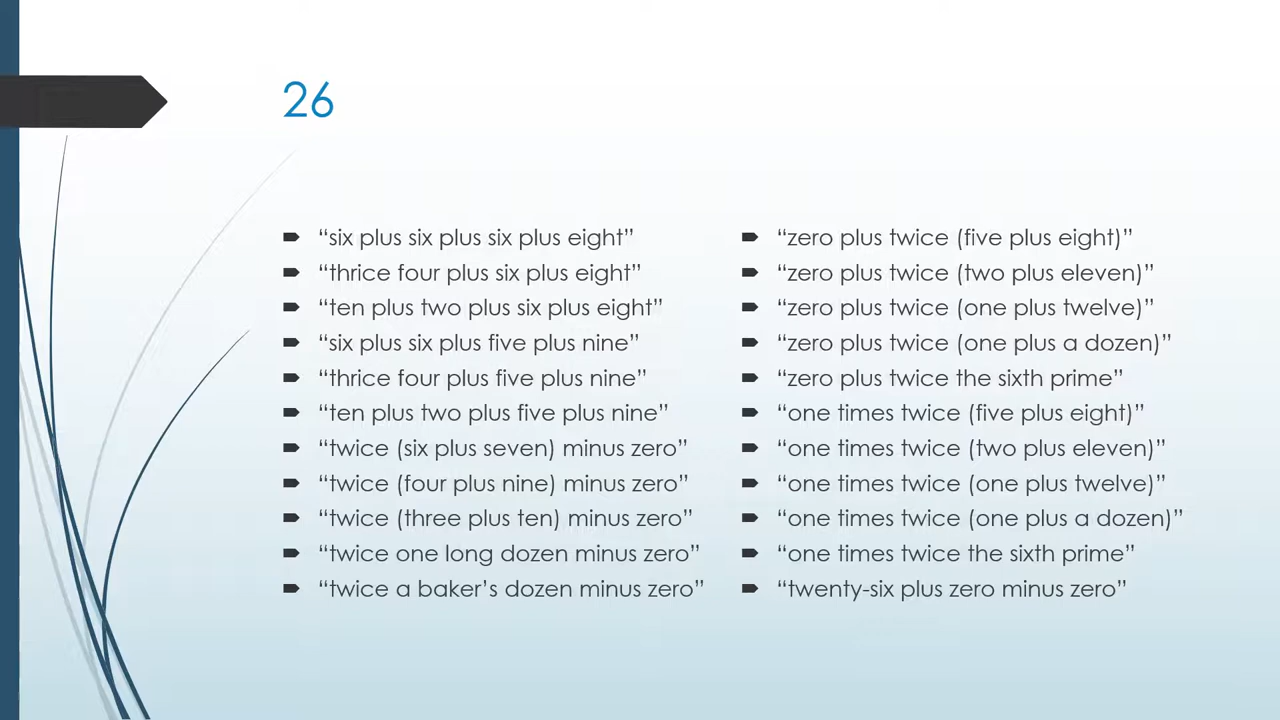 26
“six plus six plus six plus eight”
“thrice four plus six plus eight”
“ten plus two plus six plus eight”
“six plus six plus five plus nine”
“thrice four plus five plus nine”
“ten plus two plus five plus nine”
“twice (six plus seven) minus zero”
“twice (four plus nine) minus zero”
“twice (three plus ten) minus zero”
“twice one long dozen minus zero”
“twice a baker’s dozen minus zero”
“zero plus twice (five plus eight)”
“zero plus twice (two plus eleven)”
“zero plus twice (one plus twelve)”
“zero plus twice (one plus a dozen)”
“zero plus twice the sixth prime”
“one times twice (five plus eight)”
“one times twice (two plus eleven)”
“one times twice (one plus twelve)”
“one times twice (one plus a dozen)”
“one times twice the sixth prime”
“twenty-six plus zero minus zero”